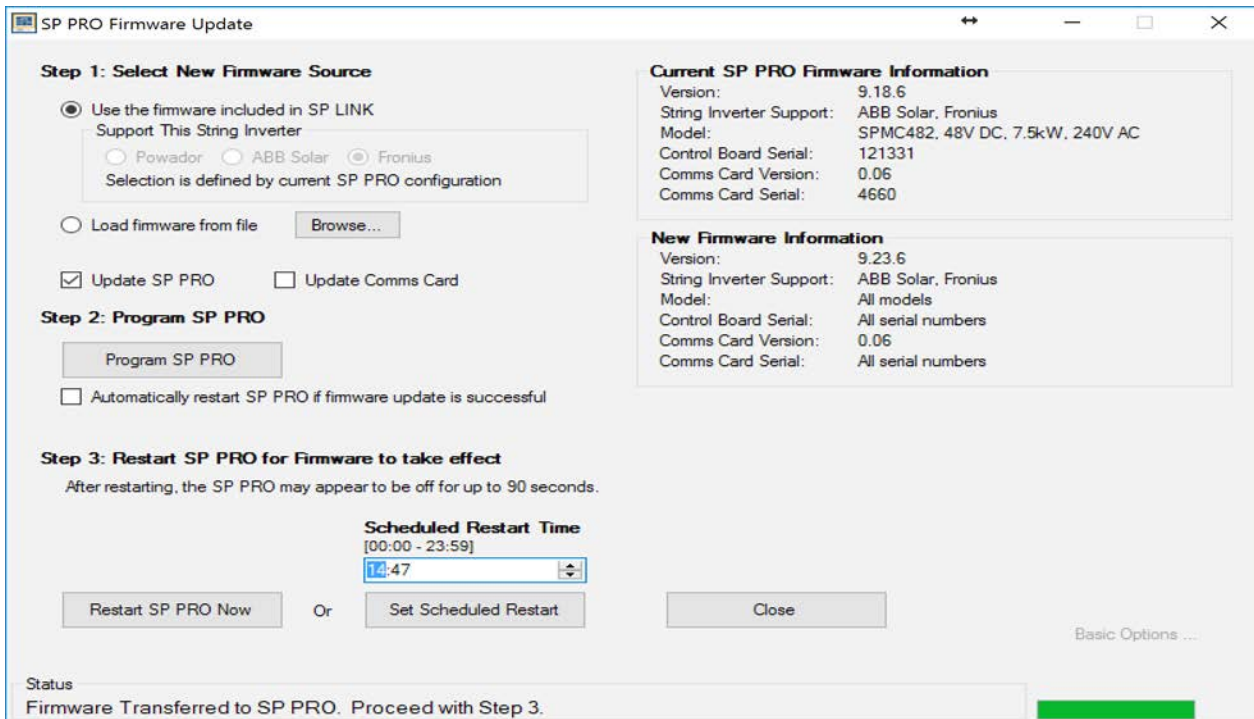 SP PRO Firmware Update
Step 1: Select New Firmware Source
Use the firmware included in SP LINK
Support This String Inverter
Powador ABB Solar Fronius
Selection is defined by current SP PRO configuration
Load firmware from file Browse...
Update SP PRO Update Comms Card
Step 2: Program SP PRO
Program SP PRO
Automatically restart SP PRO if firmware update is successful
Current SP PRO Firmware Information
Version: 9.18.6
String Inverter Support: ABB Solar, Fronius
Model: SPMC482, 48V DC, 7.5kW, 240V AC
Control Board Serial: 121331
Comms Card Version: 0.06
Comms Card Serial: 4660
New Firmware Information
Version: 9.23.6
String Inverter Support: ABB Solar, Fronius
Model: All models
Control Board Serial: All serial numbers
Comms Card Version: 0.06
Comms Card Serial: All serial numbers
Step 3: Restart SP PRO for Firmware to take effect
After restarting, the SP PRO may appear to be off for up to 90 seconds.
Scheduled Restart Time
[00:00 - 23:59]
14:47
Restart SP PRO Now Or Set Scheduled Restart Close
Basic Options ...
Status
Firmware Transferred to SP PRO. Proceed with Step 3.